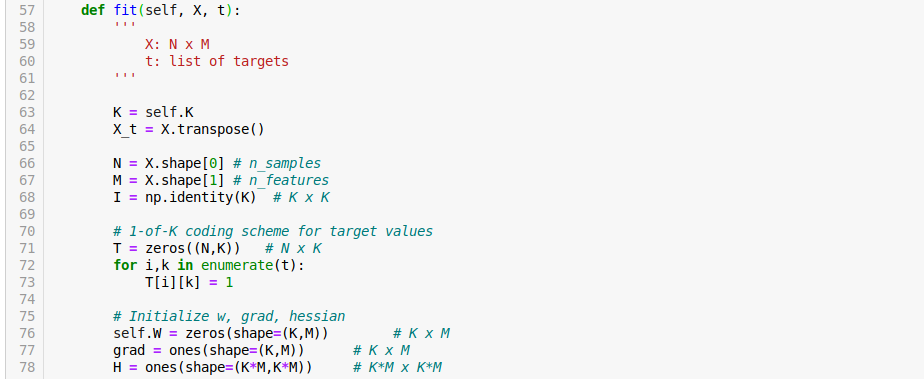 57 def fit(self, X, t):
58 '''
59 X: N x M
60 t: list of targets
61 '''
62
63 K = self.K
64 X_t = X.transpose()
65
66 N = X.shape[0] # n_samples
67 M = X.shape[1] # n_features
68 I = np.identity(K) # K x K
69
70 # 1-of-K coding scheme for target values
71 T = zeros((N,K)) # N x K
72 for i,k in enumerate(t):
73 T[i][k] = 1
74
75 # Initialize w, grad, hessian
76 self.W = zeros(shape=(K,M)) # K x M
77 grad = ones(shape=(K,M)) # K x M
78 H = ones(shape=(K*M,K*M)) # K*M x K*M